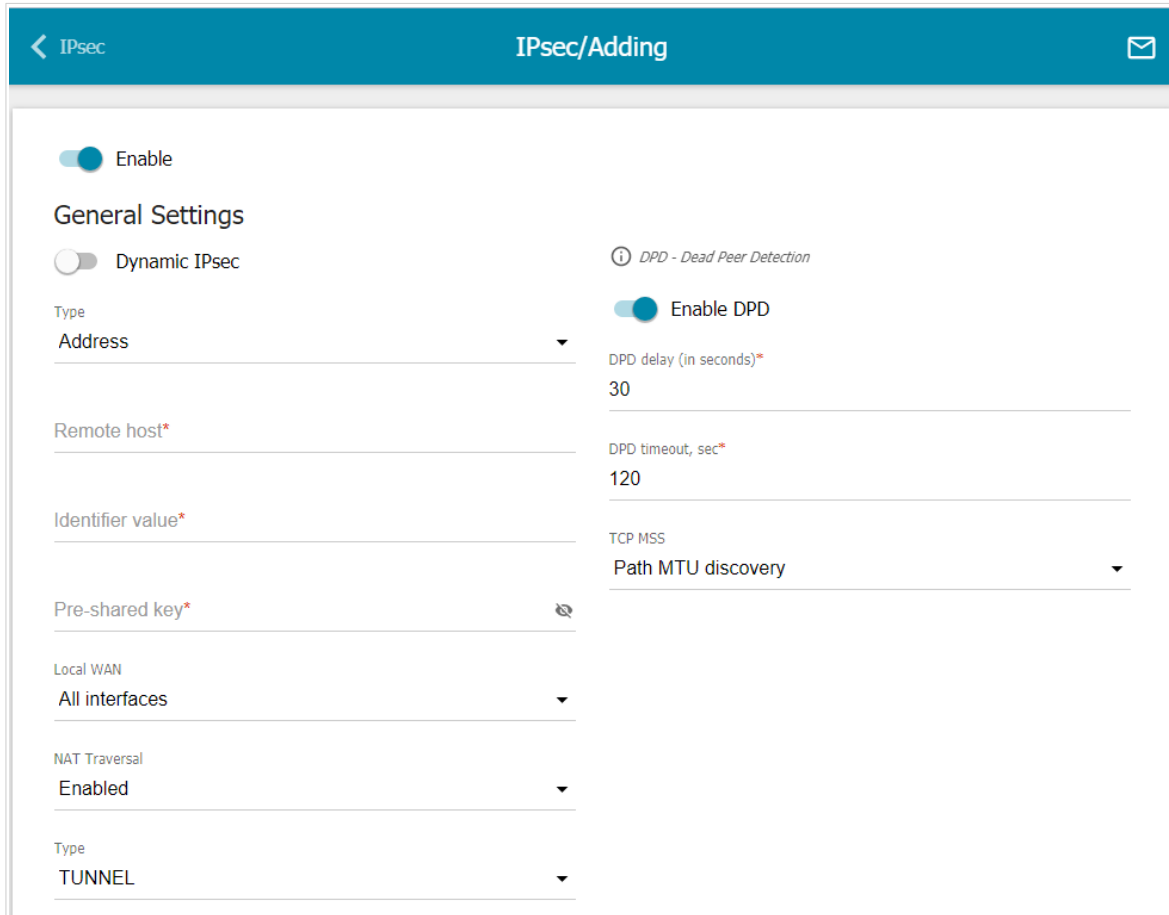 IPsec
IPsec/Adding
Enable
General Settings
Dynamic IPsec
Type
Address
Remote host*
Identifier value*
Pre-shared key*
Local WAN
All interfaces
NAT Traversal
Enabled
Type
TUNNEL
DPD - Dead Peer Detection
Enable DPD
DPD delay (in seconds)*
30
DPD timeout, sec*
120
TCP MSS
Path MTU discovery